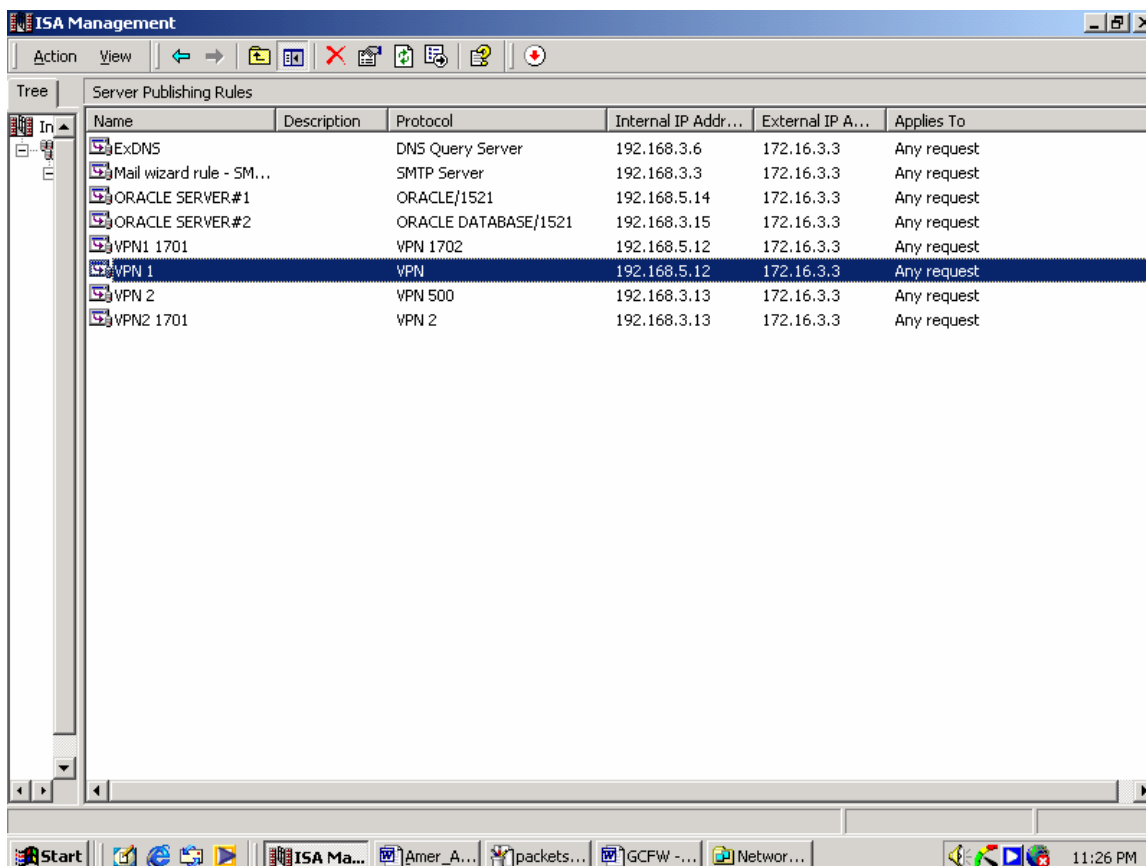 ISA Management
Action View
Tree Server Publishing Rules
In
Name Description Protocol Internal IP Addr... External IP A... Applies To
ExDNS DNS Query Server 192.168.3.6 172.16.3.3 Any request
Mail wizard rule - SM... SMTP Server 192.168.3.3 172.16.3.3 Any request
ORACLE SERVER#1 ORACLE/1521 192.168.5.14 172.16.3.3 Any request
ORACLE SERVER#2 ORACLE DATABASE/1521 192.168.3.15 172.16.3.3 Any request
VPN1 1701 VPN 1702 192.168.5.12 172.16.3.3 Any request
VPN 1 VPN 192.168.5.12 172.16.3.3 Any request
VPN 2 VPN 500 192.168.3.13 172.16.3.3 Any request
VPN2 1701 VPN 2 192.168.3.13 172.16.3.3 Any request
Start ISA Ma... Amer_A... packets... GCFW -... Networ... 11:26 PM